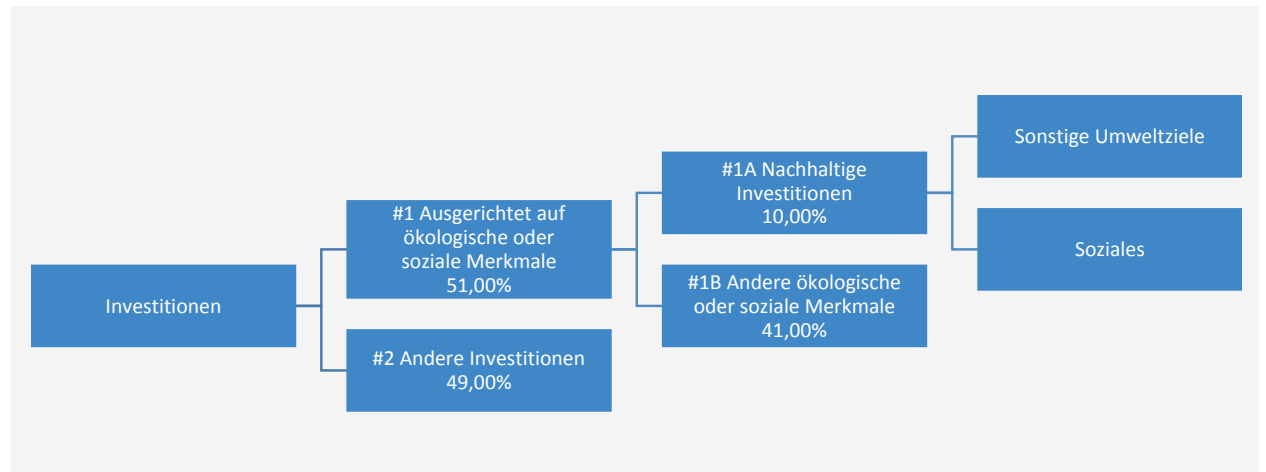 Investitionen
#1 Ausgerichtet auf
ökologische oder
soziale Merkmale
51,00%
#2 Andere Investitionen
49,00%
#1A Nachhaltige
Investitionen
10,00%
#1B Andere ökologische
oder soziale Merkmale
41,00%
Sonstige Umweltziele
Soziales